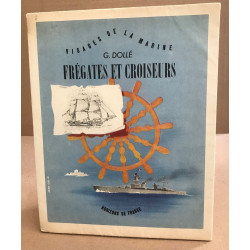 VISAGES DE LA MARINE
G. DOLLÉ
FRÉGATES ET CROISEURS
HORIZONS DE FRANCE